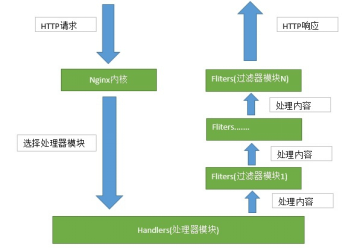 HTTP请求
HTTP响应
Nginx内核
Fliters(过滤器模块N)
处理内容
Fliters.......
选择处理器模块
处理内容
Fliters(过滤器模块1)
处理内容
Handlers(处理器模块)